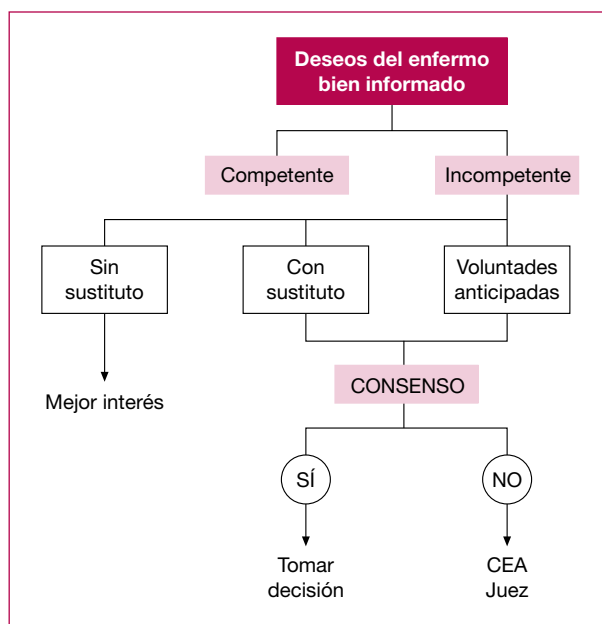 Deseos del enfermo
bien informado
Competente
Incompetente
Sin
sustituto
Con
sustituto
Voluntades
anticipadas
Mejor interés
CONSENSO
SÍ
NO
Tomar
decisión
CEA
Juez